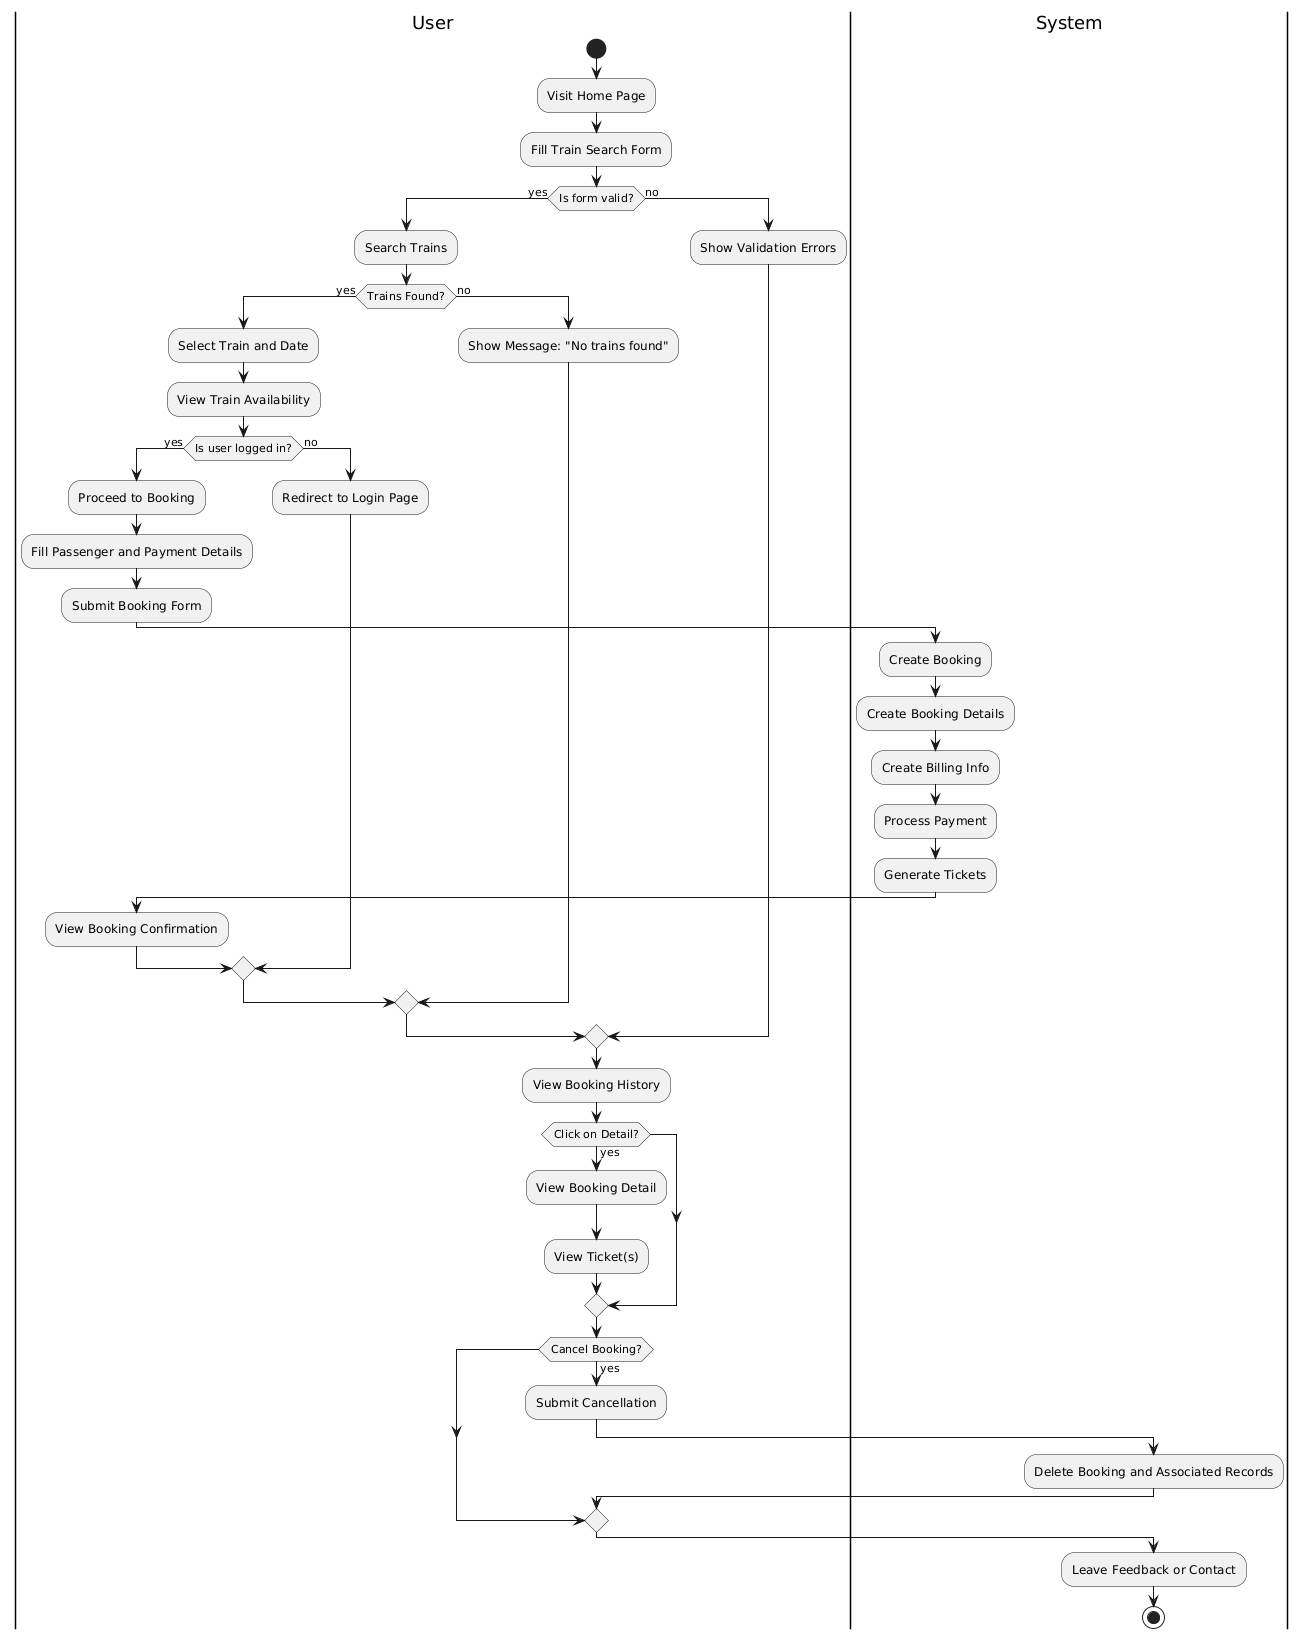 User
System
Visit Home Page
Fill Train Search Form
yes
Is form valid?
no
Search Trains
Show Validation Errors
yes
Trains Found?
no
Select Train and Date
Show Message: "No trains found"
View Train Availability
yes
Is user logged in?
no
Proceed to Booking
Redirect to Login Page
Fill Passenger and Payment Details
Submit Booking Form
Create Booking
Create Booking Details
Create Billing Info
Process Payment
Generate Tickets
View Booking Confirmation
View Booking History
Click on Detail?
yes
View Booking Detail
View Ticket(s)
Cancel Booking?
yes
Submit Cancellation
Delete Booking and Associated Records
Leave Feedback or Contact